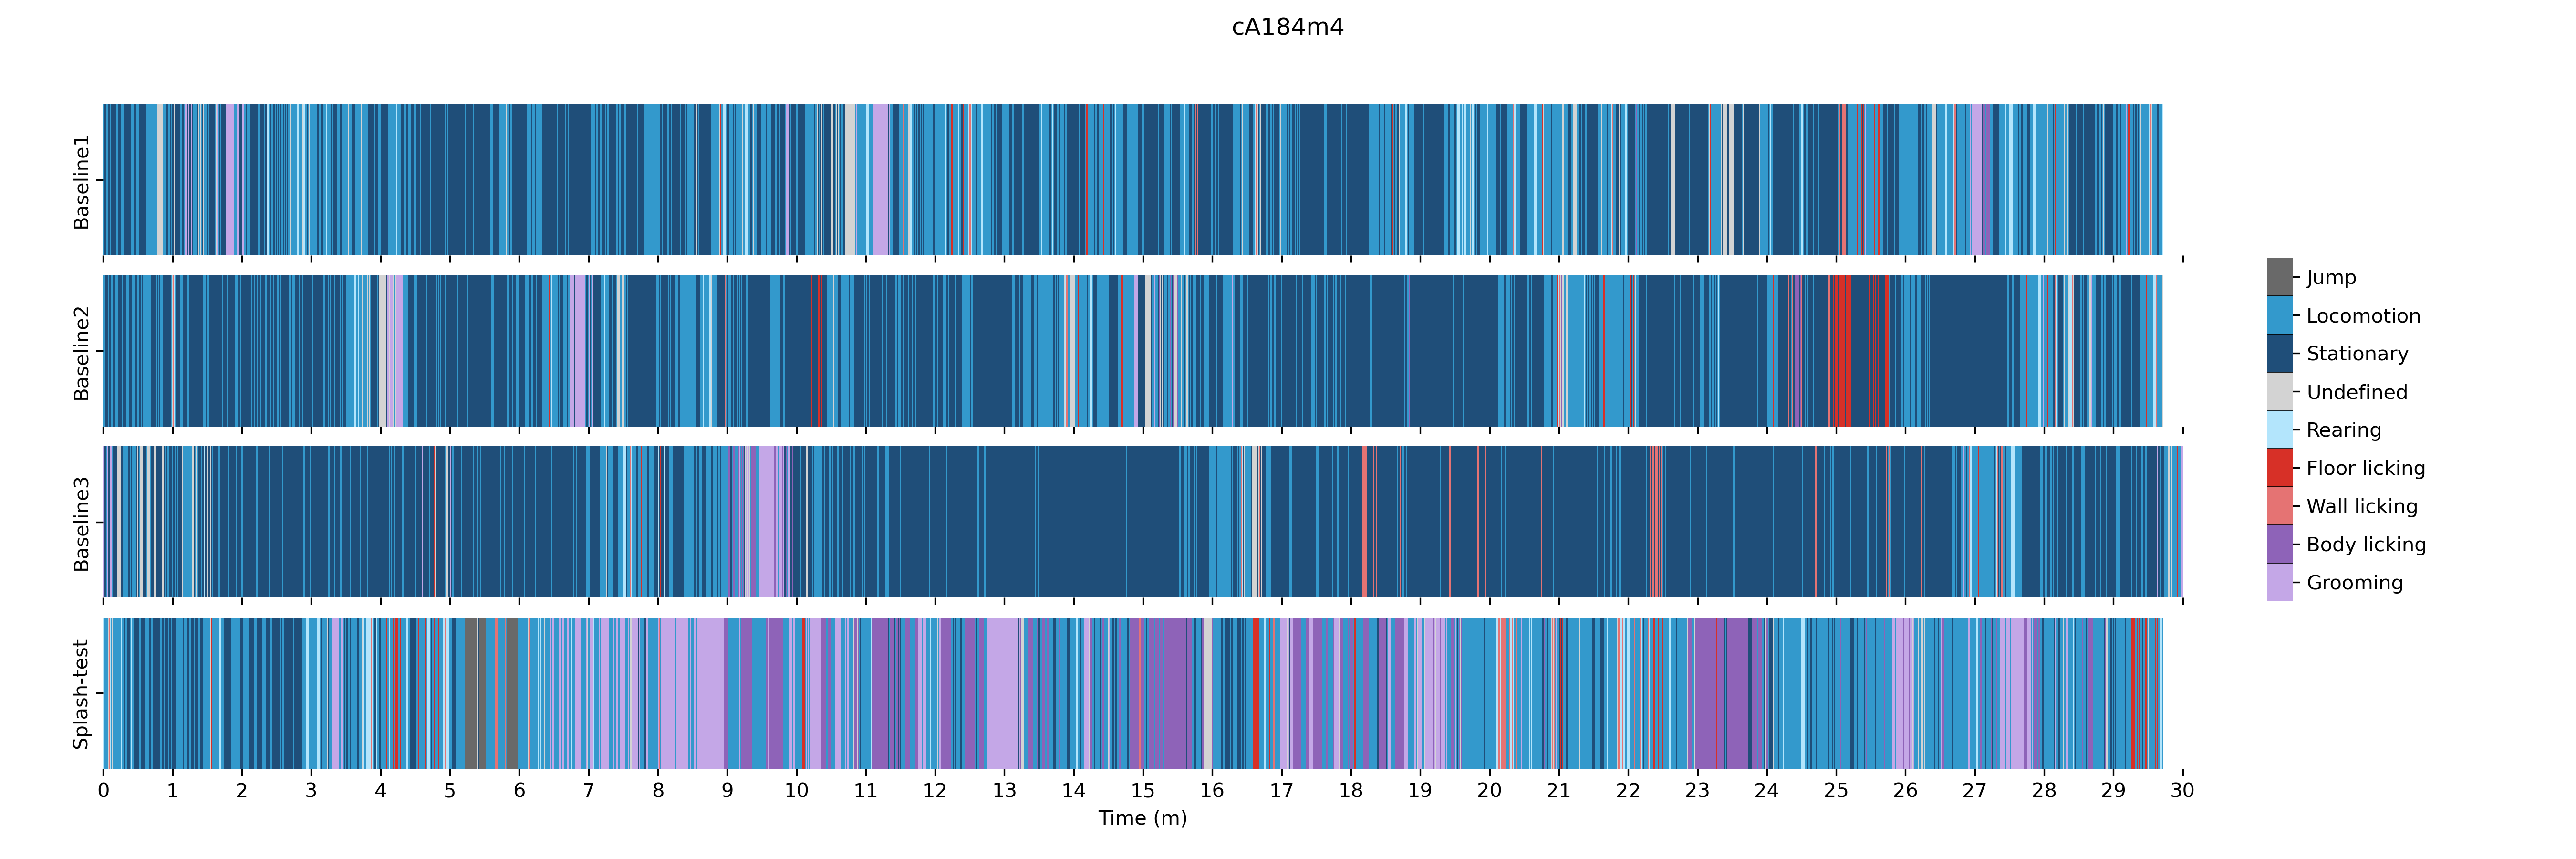 cA184m4
Baseline1
Baseline2
Baseline3
Splash-test
0 1 2 3 4 5 6 7 8 9 10 11 12 13 14 15 16 17 18 19 20 21 22 23 24 25 26 27 28 29 30
Time (m)
Jump
Locomotion
Stationary
Undefined
Rearing
Floor licking
Wall licking
Body licking
Grooming